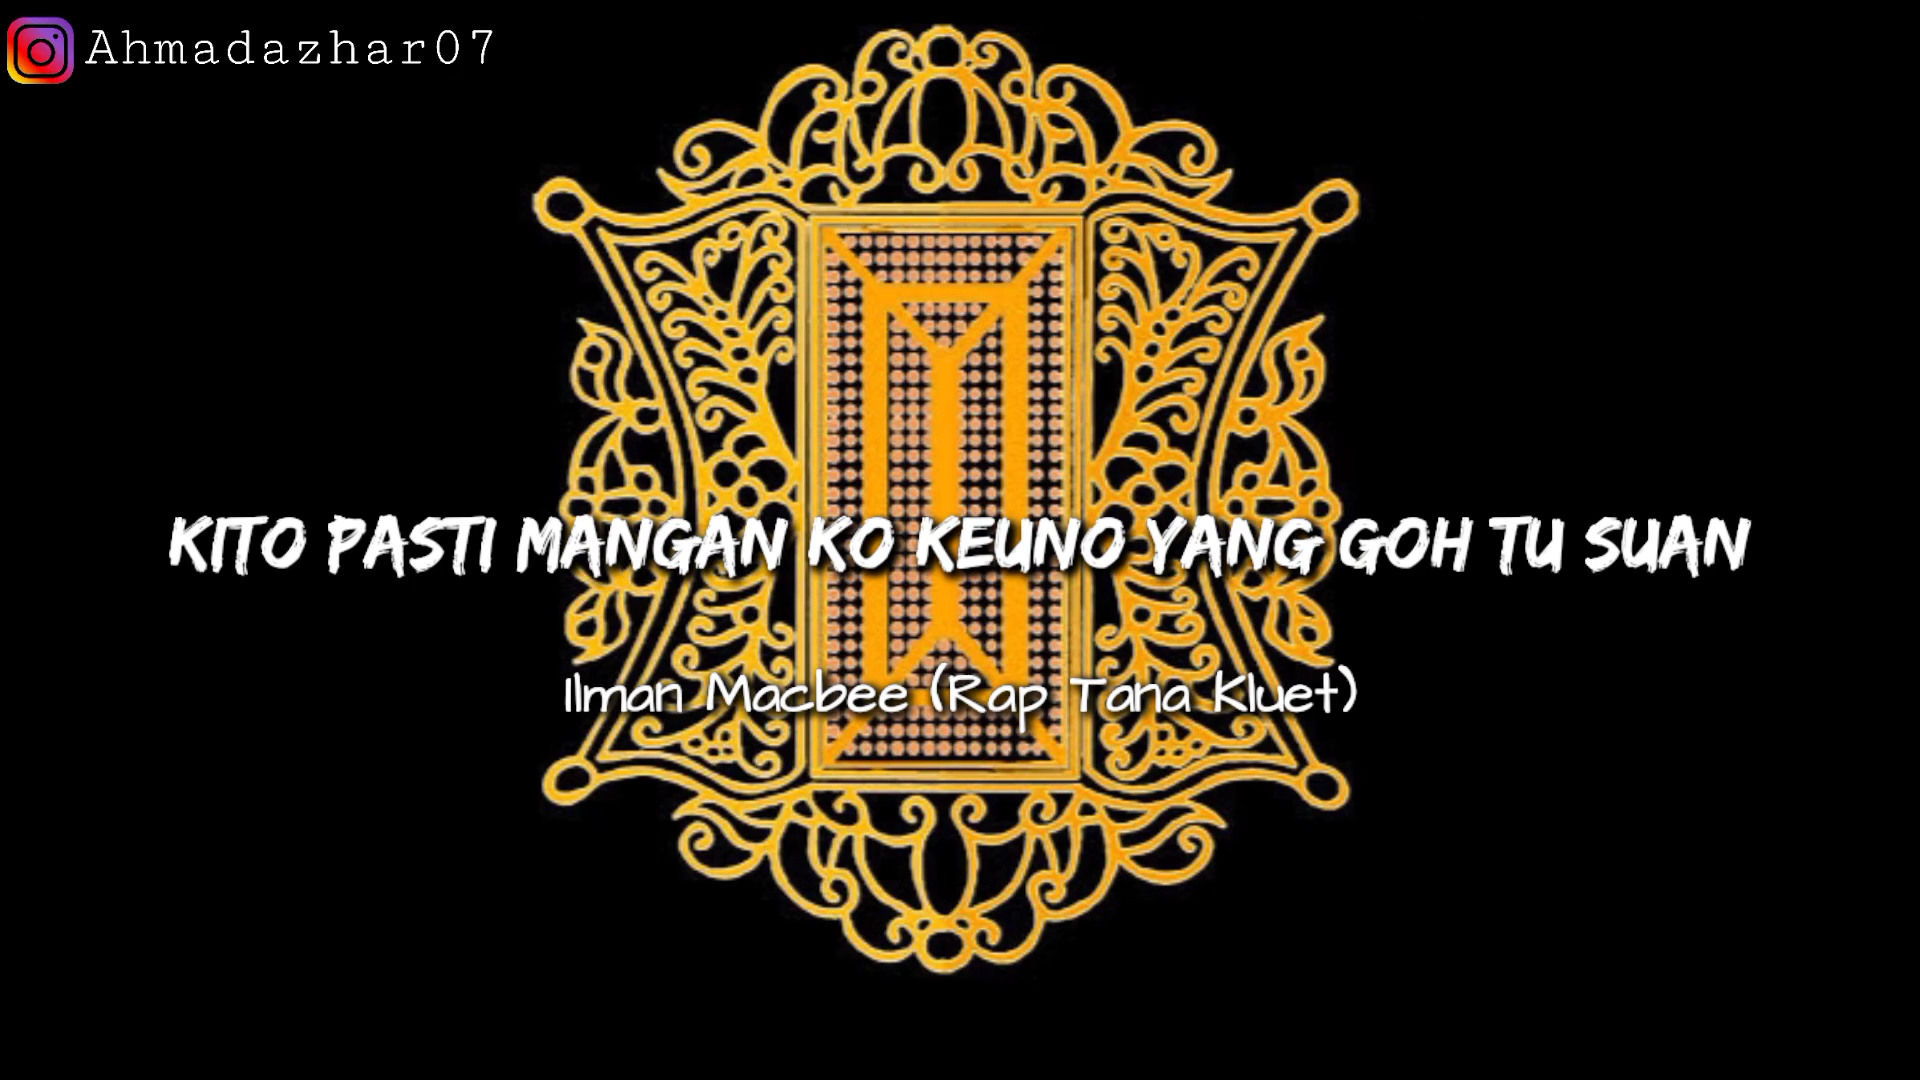 Ahmadazhar07
KITO PASTI MANGAN KO KEUNO YANG GOH TU SUAN
Ilman Macbee (Rap Tana Kluet)